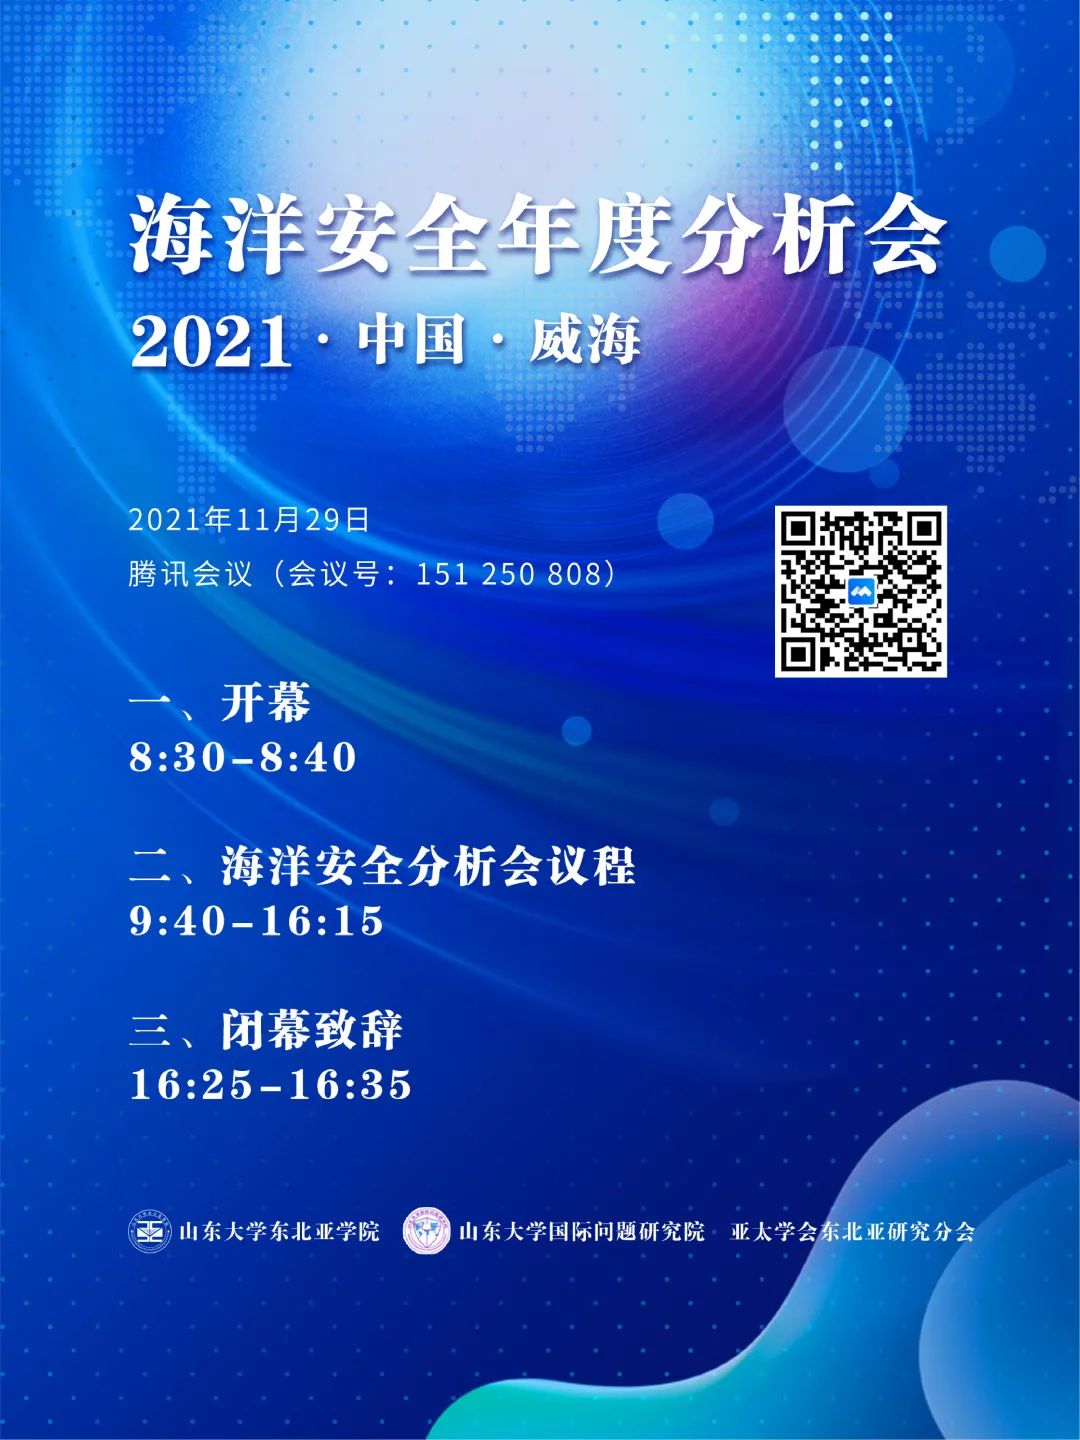 海洋安全年度分析会
2021·中国·威海
2021年11月29日
腾讯会议（会议号：151 250 808）
一、开幕
8:30-8:40
二、海洋安全分析会议程
9:40-16:15
三、闭幕致辞
16:25-16:35
山东大学东北亚学院 山东大学国际问题研究院 亚太学会东北亚研究分会